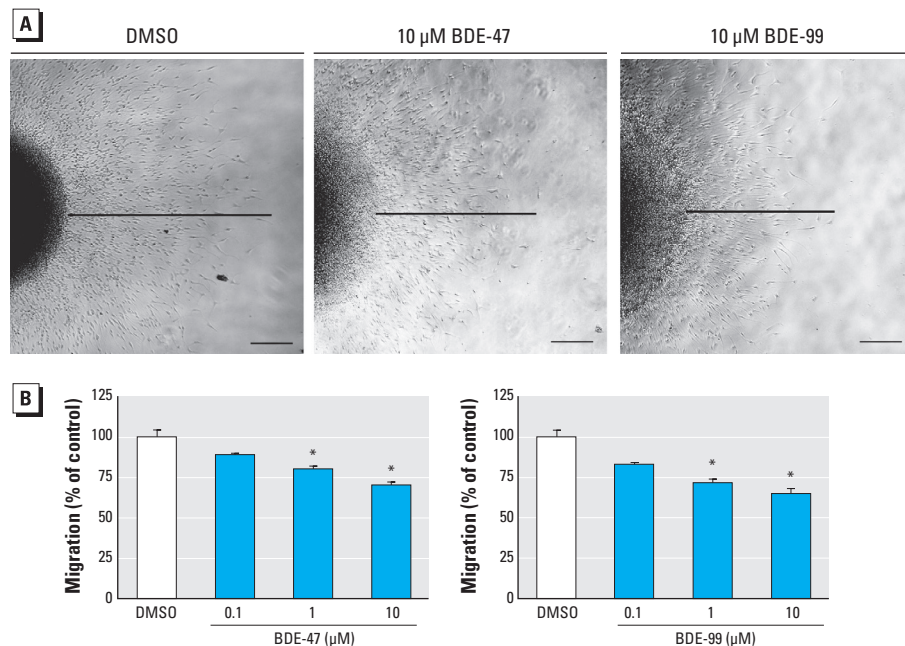 A
DMSO
10 µM BDE-47
10 µM BDE-99
B
Migration (% of control)
125
100
75
50
25
0
*
*
DMSO
0.1
1
10
BDE-47 (µM)
Migration (% of control)
125
100
75
50
25
0
*
*
DMSO
0.1
1
10
BDE-99 (µM)